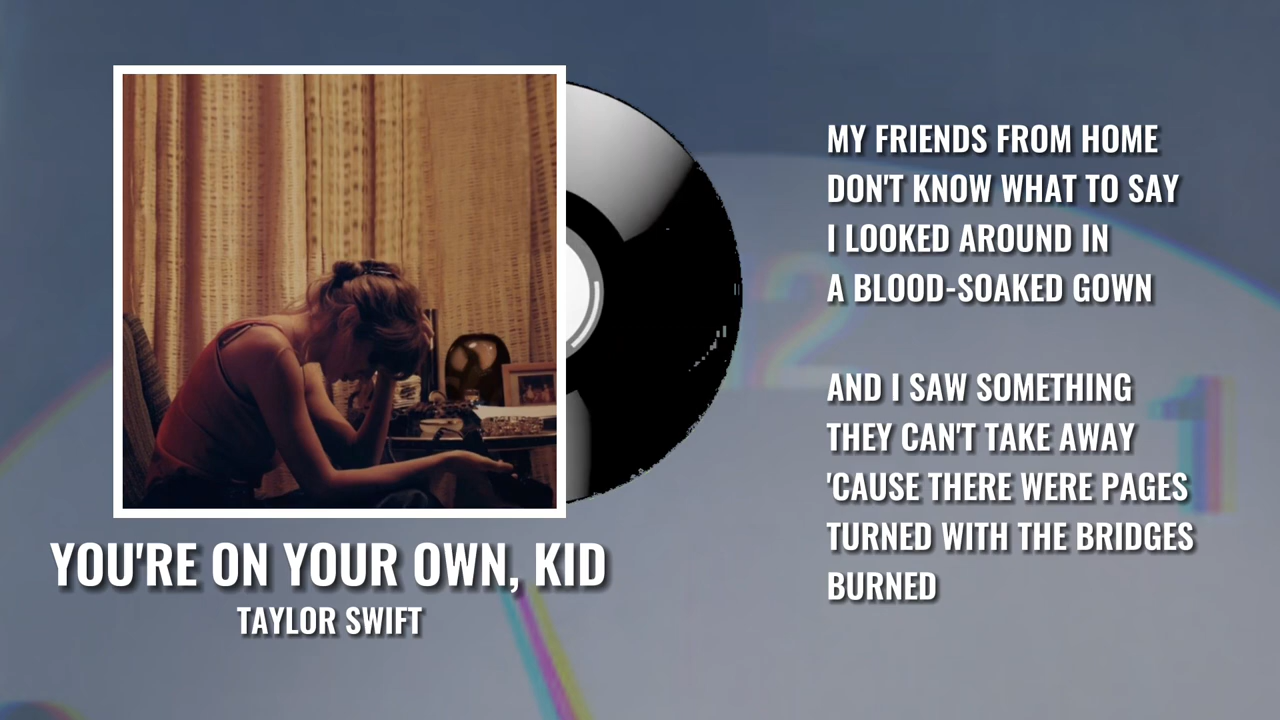 MY FRIENDS FROM HOME
DON'T KNOW WHAT TO SAY
I LOOKED AROUND IN
A BLOOD-SOAKED GOWN
AND I SAW SOMETHING
THEY CAN'T TAKE AWAY
'CAUSE THERE WERE PAGES
TURNED WITH THE BRIDGES
BURNED
YOU'RE ON YOUR OWN, KID
TAYLOR SWIFT
12
1